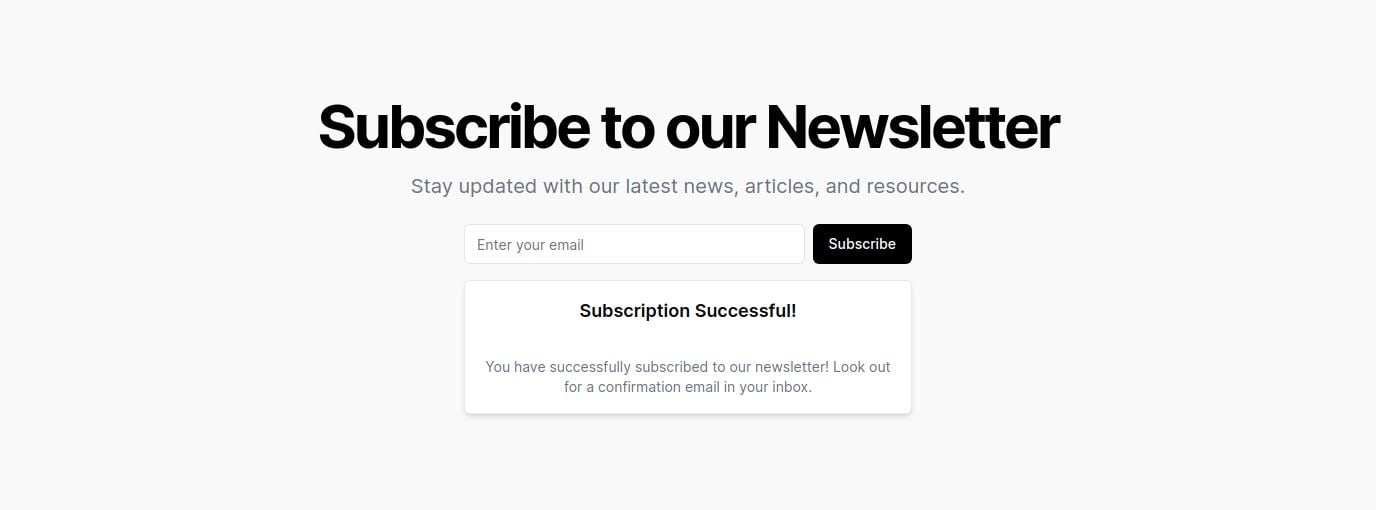 Subscribe to our Newsletter
Stay updated with our latest news, articles, and resources.
Enter your email
Subscribe
Subscription Successful!
You have successfully subscribed to our newsletter! Look out
for a confirmation email in your inbox.